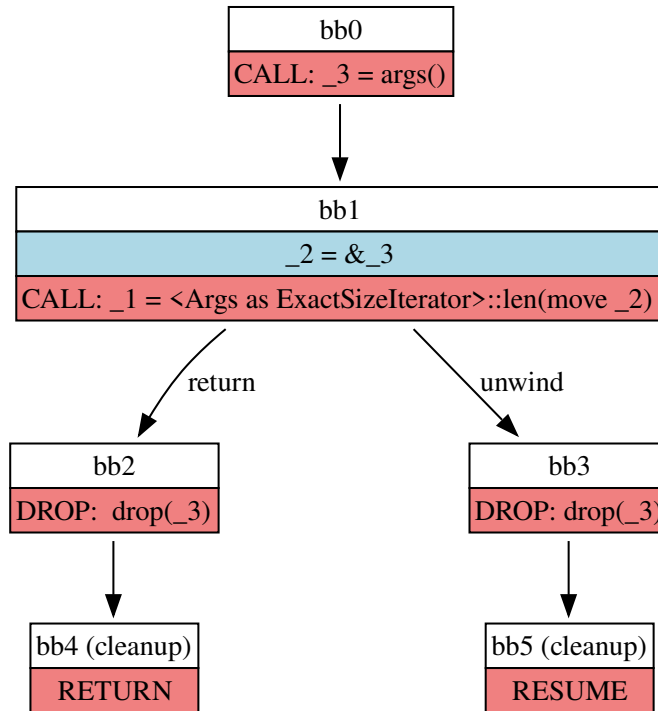 bb0
CALL: _3 = args()
bb1
_2 = &_3
CALL: _1 = <Args as ExactSizeIterator>::len(move _2)
return
unwind
bb2
DROP:  drop(_3)
bb3
DROP: drop(_3)
bb4 (cleanup)
RETURN
bb5 (cleanup)
RESUME